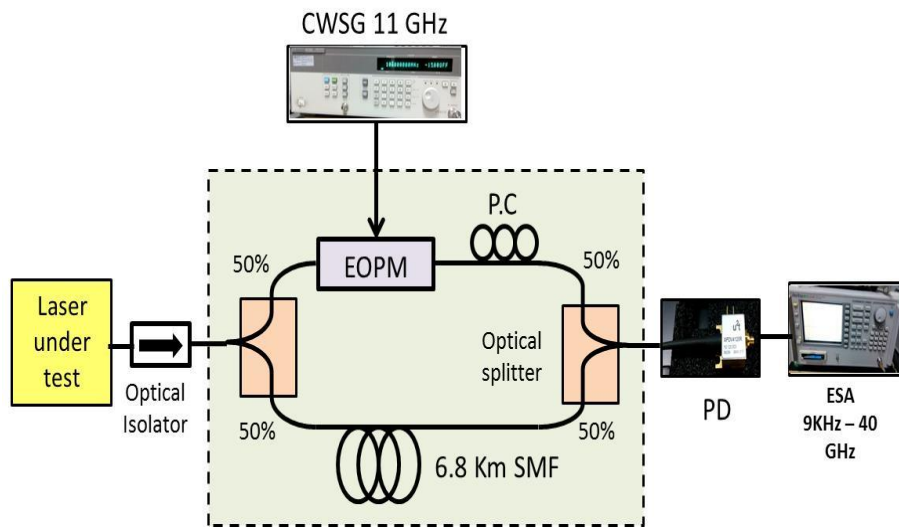 CWSG 11 GHz
P.C
50%
EOPM
50%
Laser
under
test
Optical
Isolator
Optical
splitter
50%
50%
6.8 Km SMF
PD
ESA
9KHz – 40
GHz